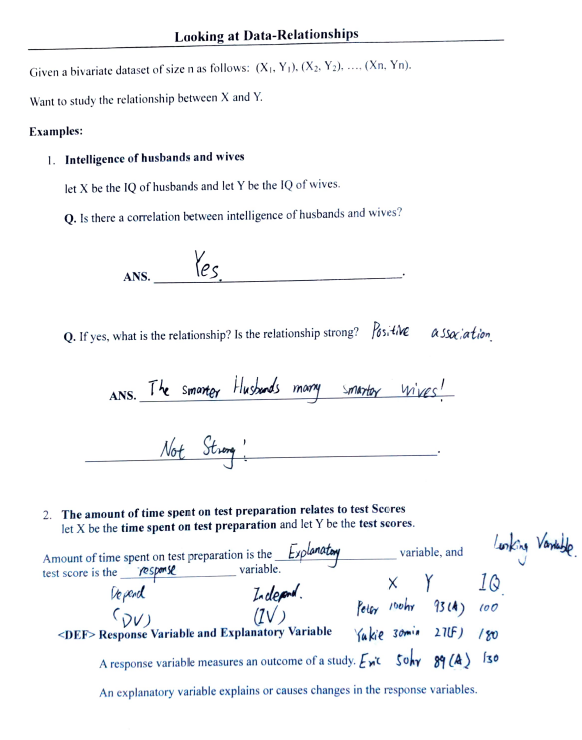 Looking at Data-Relationships
Given a bivariate dataset of size n as follows: (X₁, Y₁), (X₂, Y₂), …. (Xn, Yn).
Want to study the relationship between X and Y.
Examples:
1. Intelligence of husbands and wives
let X be the IQ of husbands and let Y be the IQ of wives.
Q. Is there a correlation between intelligence of husbands and wives?
ANS. Yes.
Q. If yes, what is the relationship? Is the relationship strong? Positive association.
ANS. The smarter Husbands marry smarter wives!
Not Strong!
2. The amount of time spent on test preparation relates to test Scores
let X be the time spent on test preparation and let Y be the test scores.
Lurking Variable.
Amount of time spent on test preparation is the Explanatory variable, and
test score is the response variable.
X Y IQ
Depend Independ.
Peter 100hr 93(A) 100
(DV) (IV)
<DEF> Response Variable and Explanatory Variable Yukie 30min 27(F) 180
A response variable measures an outcome of a study. Eric 50hr 89(A) 130
An explanatory variable explains or causes changes in the response variables.